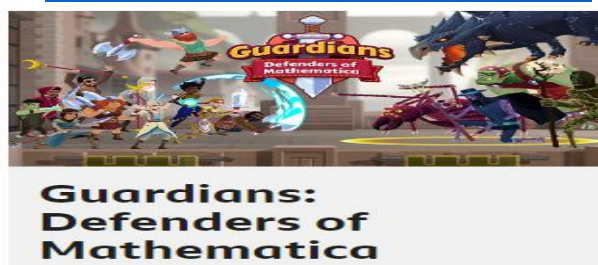 Guardians
Defenders of
Mathematica
Guardians:
Defenders of
Mathematica